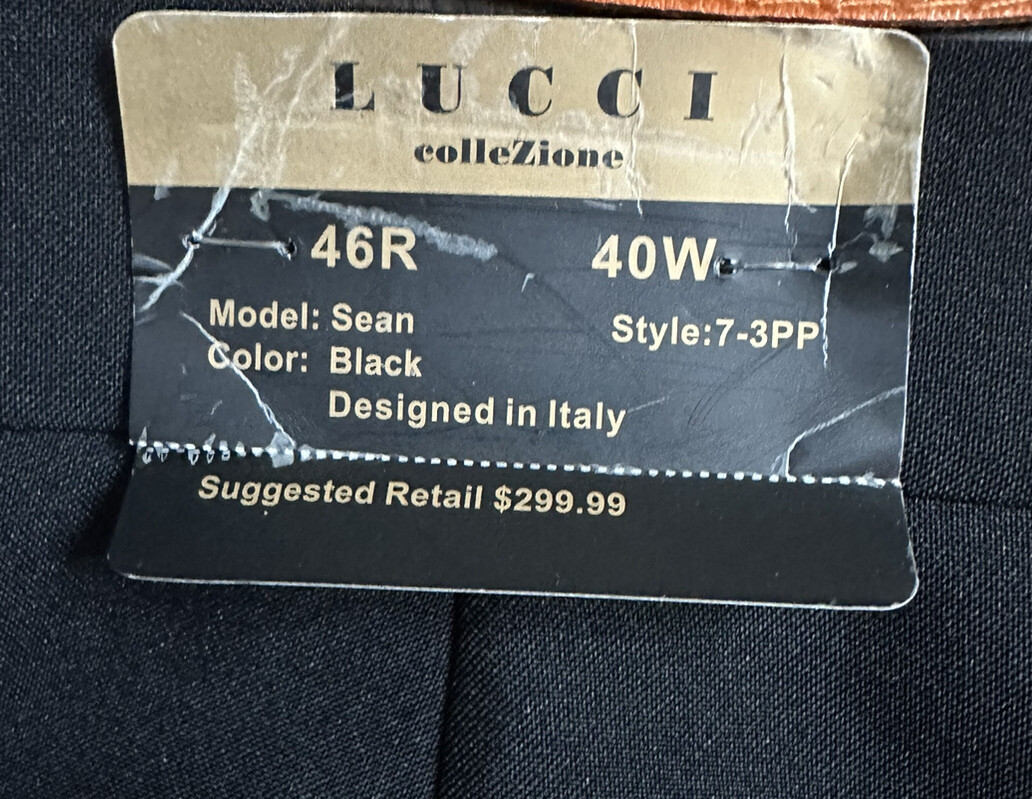 LUCCI
colleZione
46R 40W
Model: Sean Style:7-3PP
Color: Black
Designed in Italy
Suggested Retail $299.99